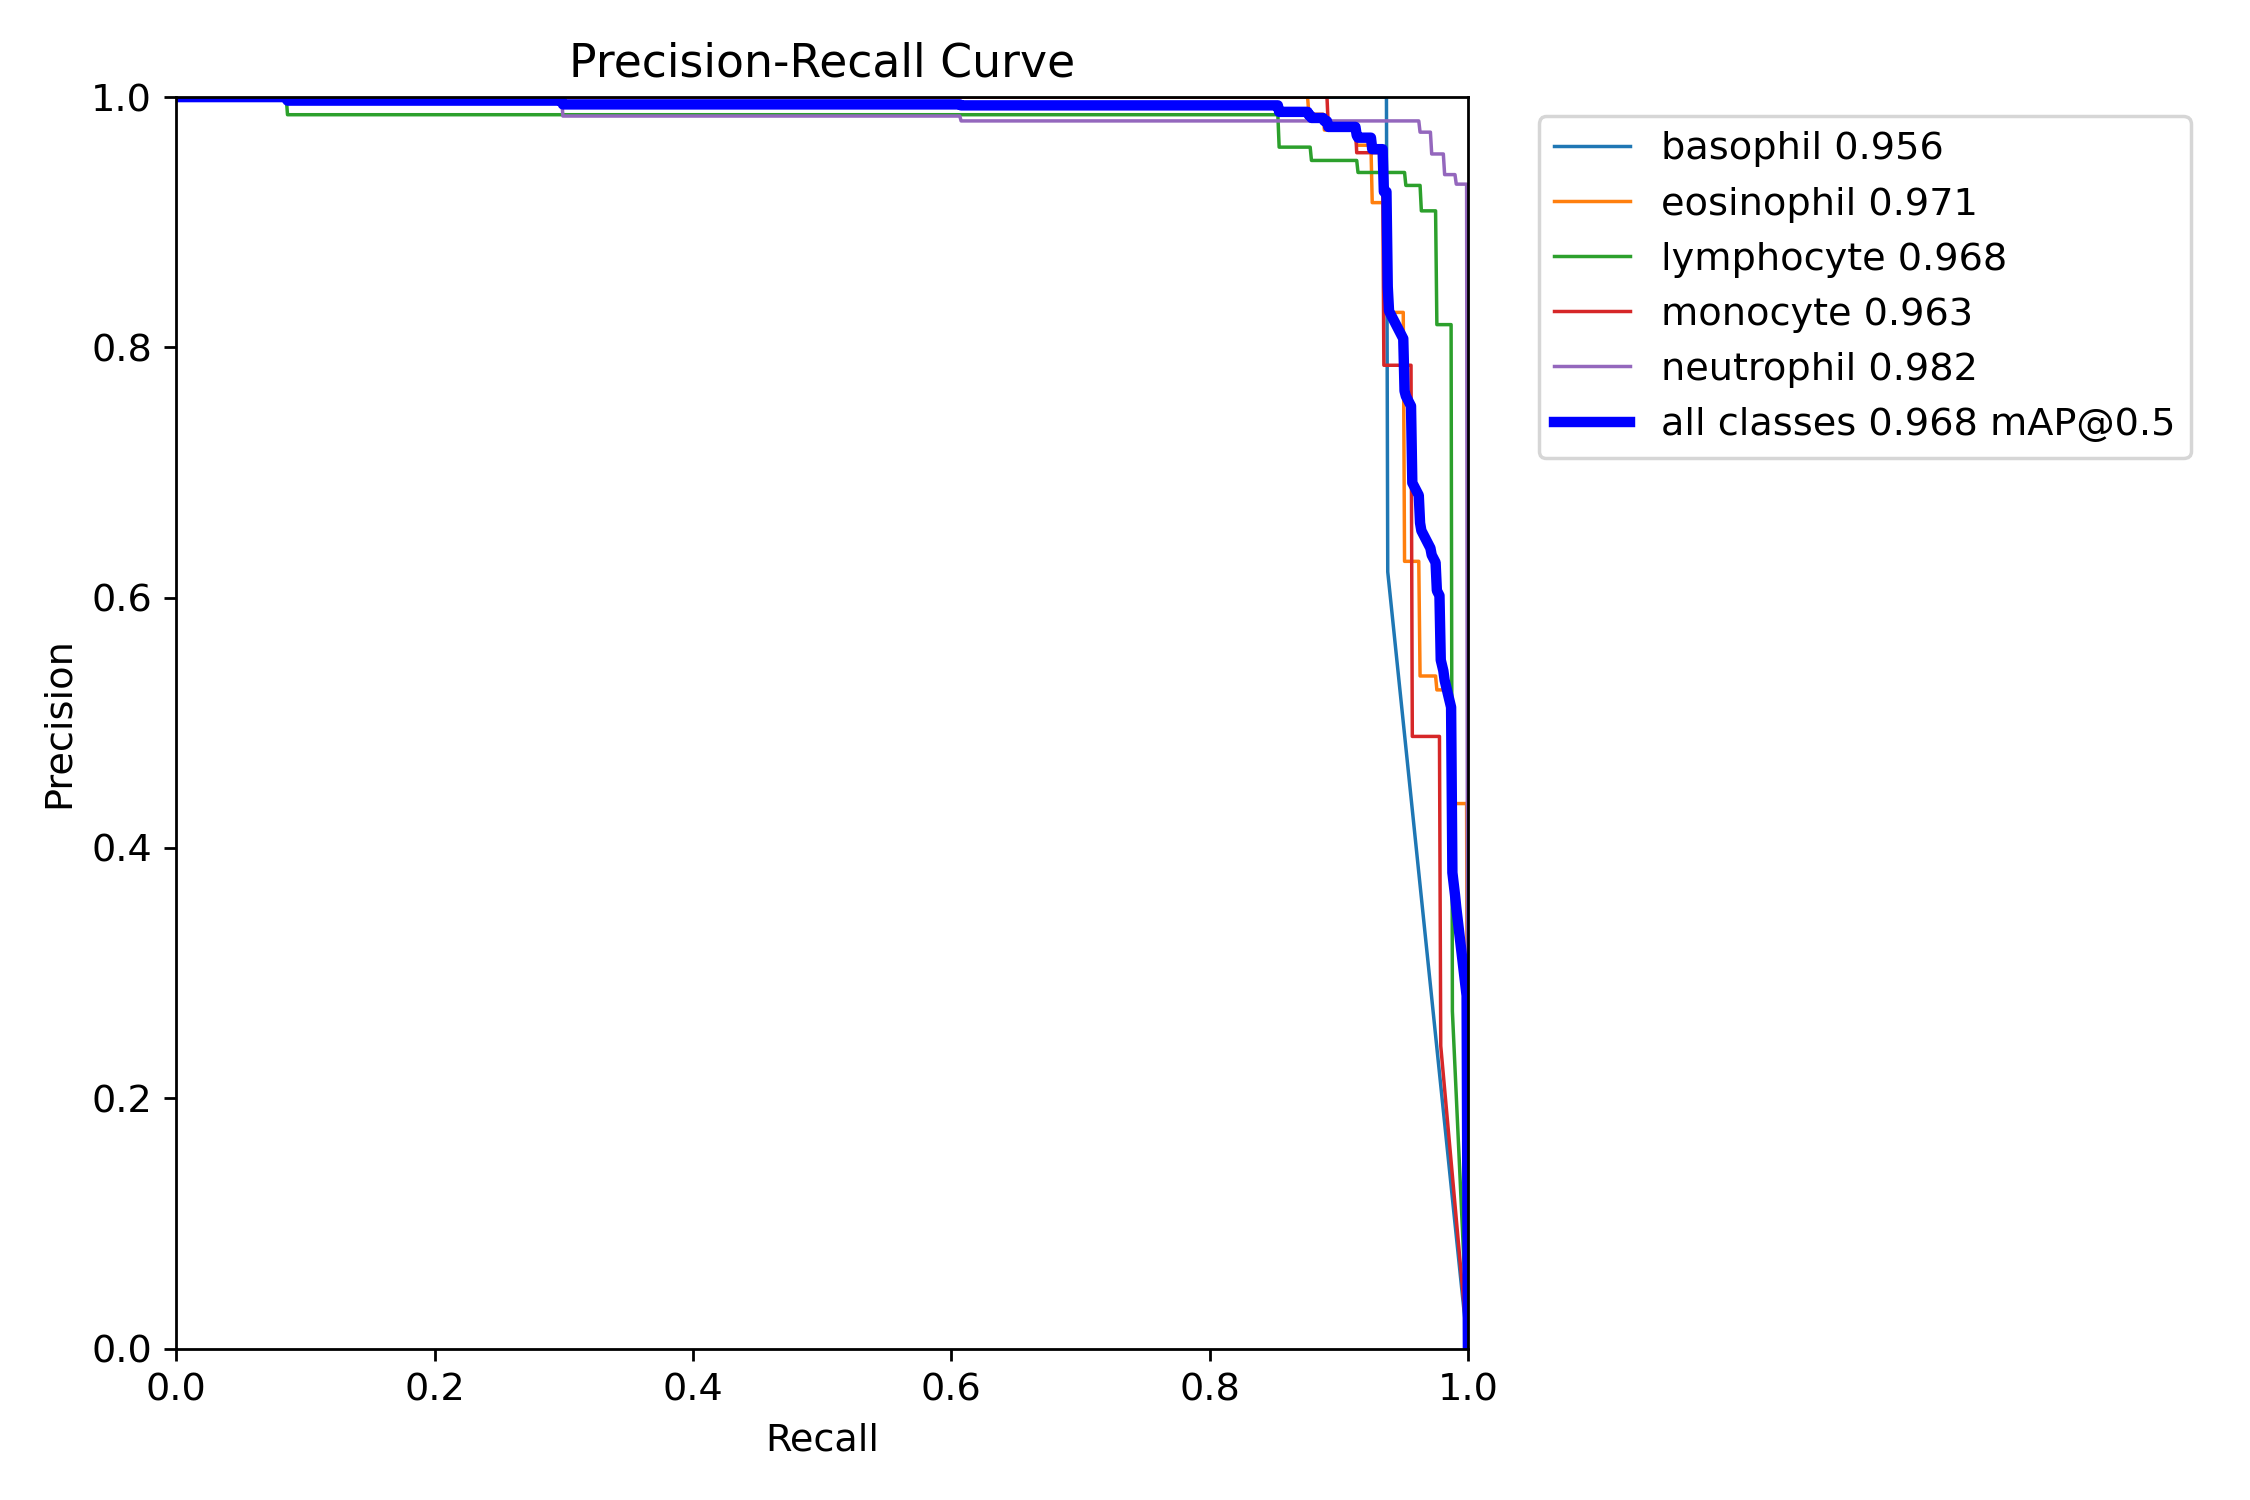 Precision-Recall Curve
1.0
0.8
0.6
0.4
0.2
0.0
Precision
0.0 0.2 0.4 0.6 0.8 1.0
Recall
basophil 0.956
eosinophil 0.971
lymphocyte 0.968
monocyte 0.963
neutrophil 0.982
all classes 0.968 mAP@0.5